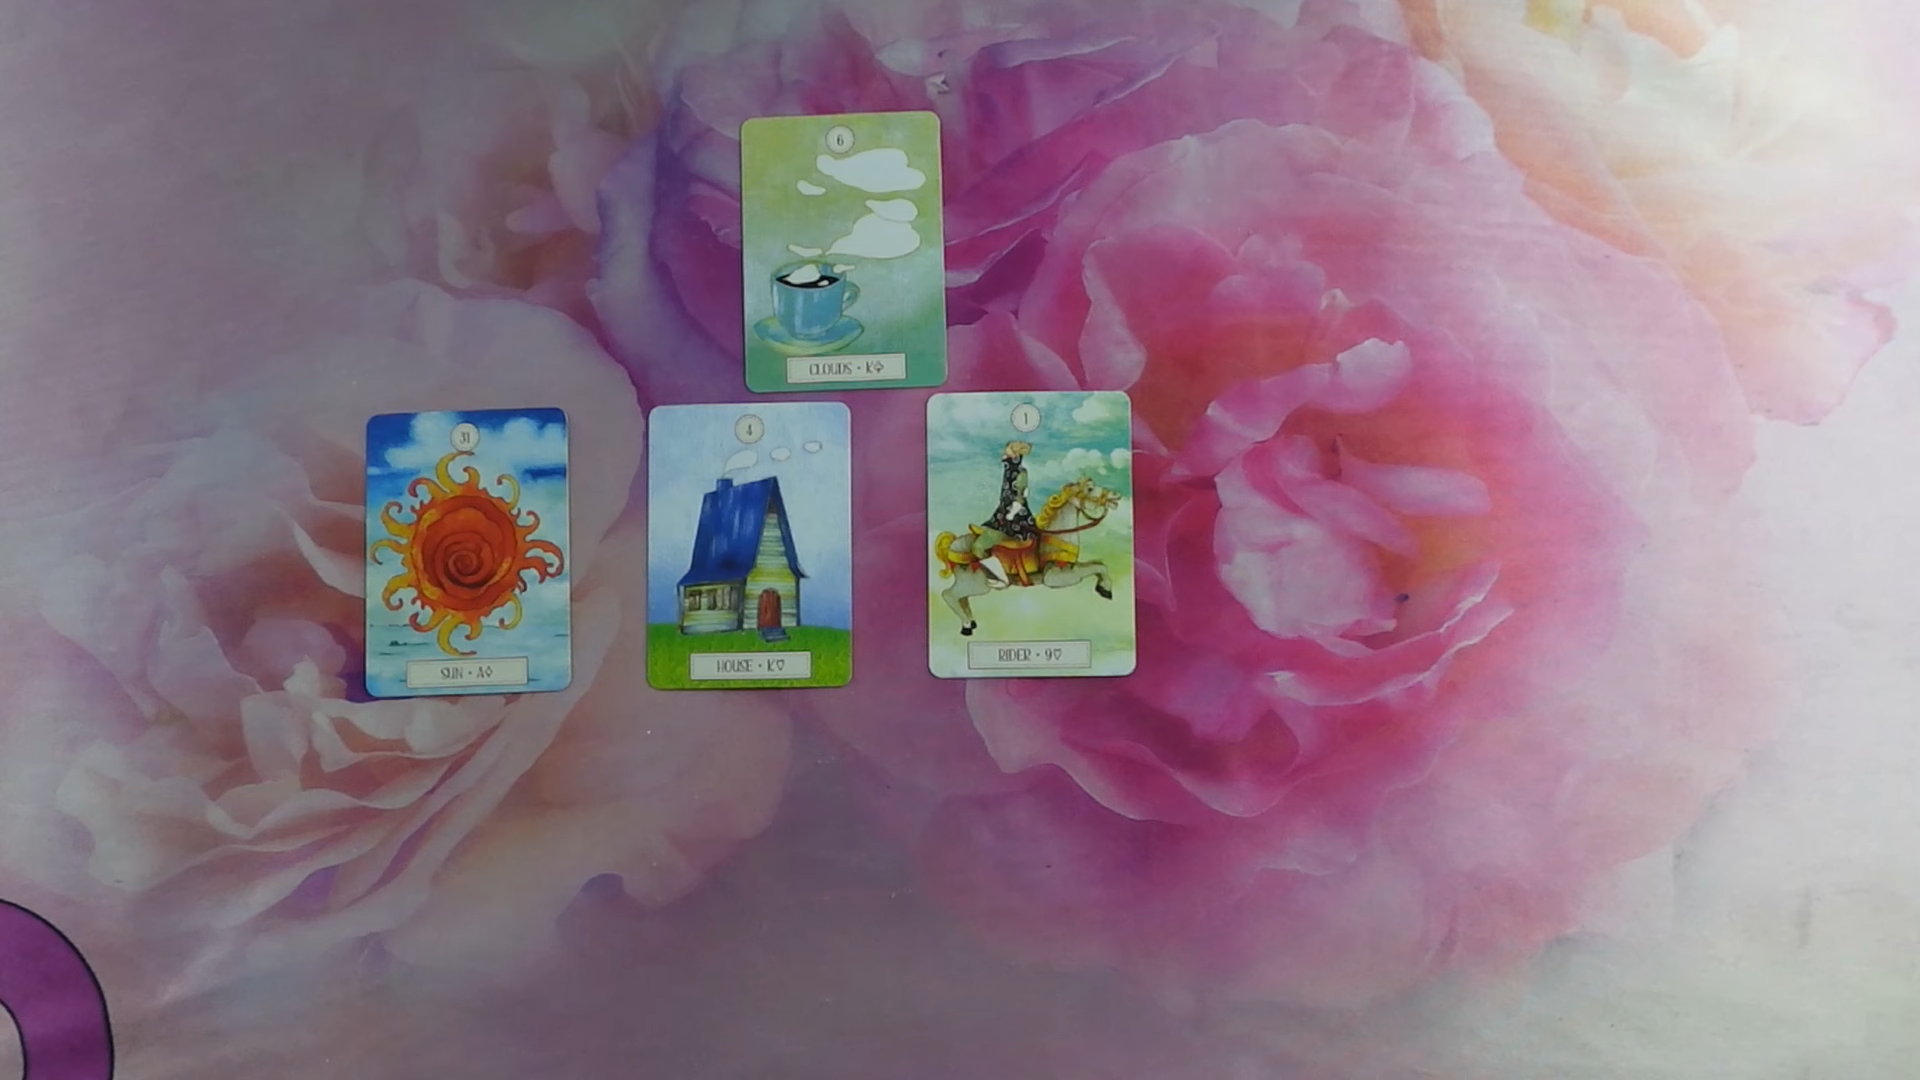 6
CLOUDS • K♣
31
SUN • A♢
4
HOUSE • K♡
1
RIDER • 9♡